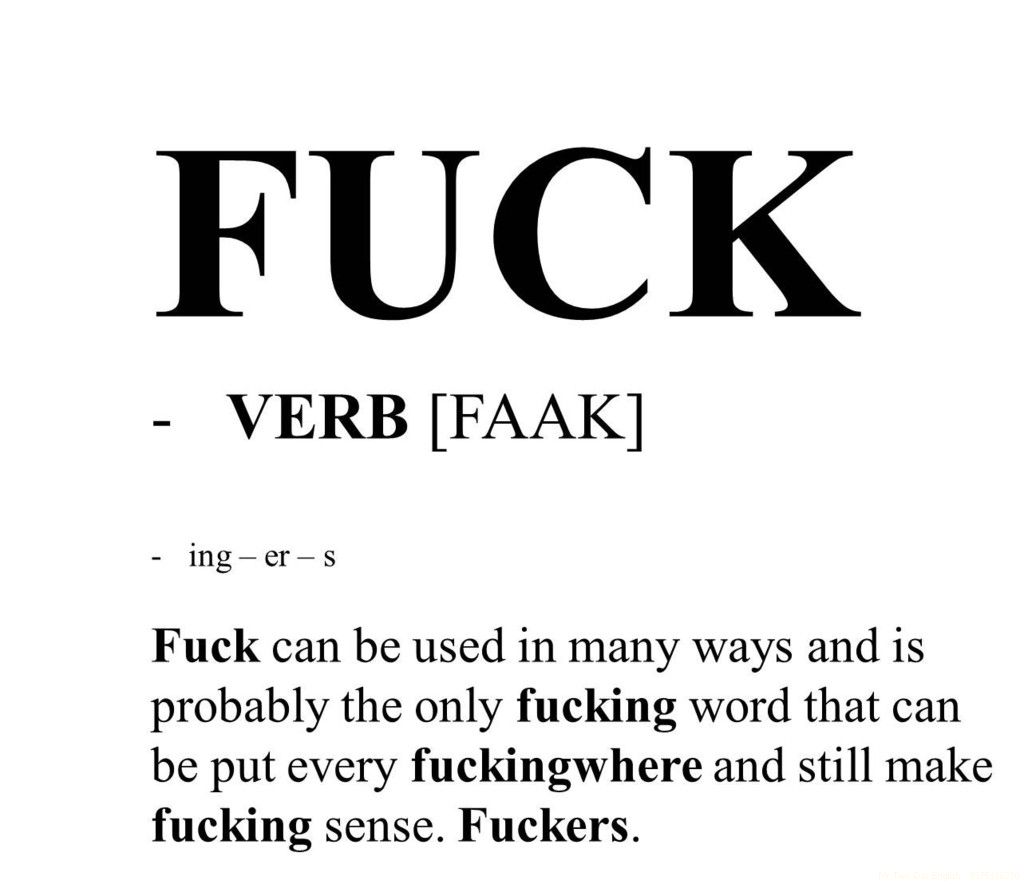 FUCK
- VERB [FAAK]
- ing – er – s
Fuck can be used in many ways and is
probably the only fucking word that can
be put every fuckingwhere and still make
fucking sense. Fuckers.